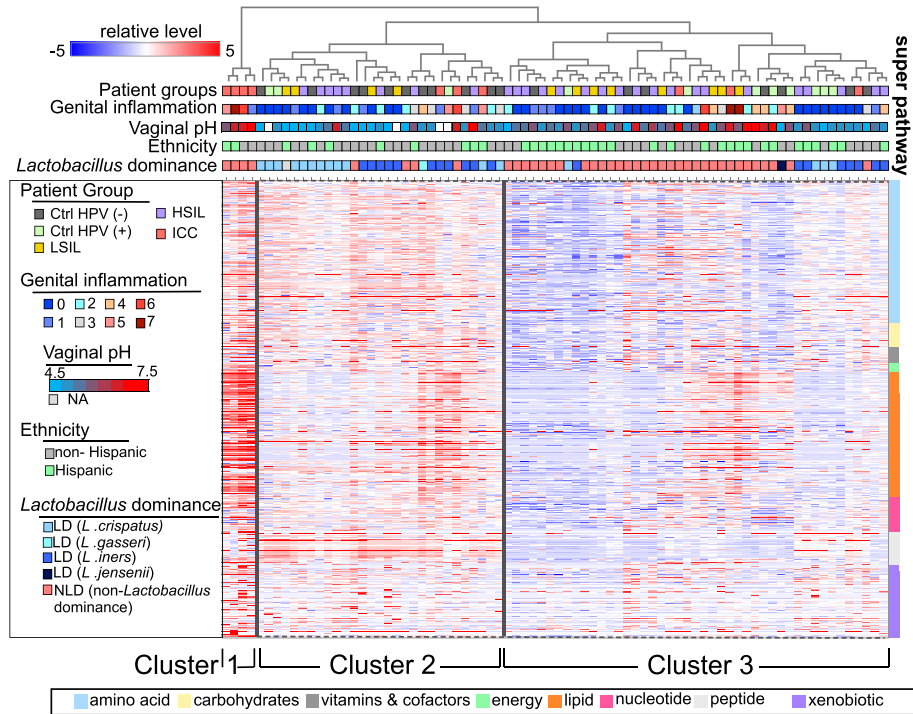 relative level
-5 5
super pathway
Patient groups
Genital inflammation
Vaginal pH
Ethnicity
Lactobacillus dominance
Patient Group
Ctrl HPV (-)
Ctrl HPV (+)
LSIL
HSIL
ICC
Genital inflammation
0 2 4 6
1 3 5 7
Vaginal pH
4.5 7.5
NA
Ethnicity
non- Hispanic
Hispanic
Lactobacillus dominance
LD (L .crispatus)
LD (L .gasseri)
LD (L .iners)
LD (L .jensenii)
NLD (non-Lactobacillus
dominance)
Cluster 1 Cluster 2 Cluster 3
amino acid carbohydrates vitamins & cofactors energy lipid nucleotide peptide xenobiotic